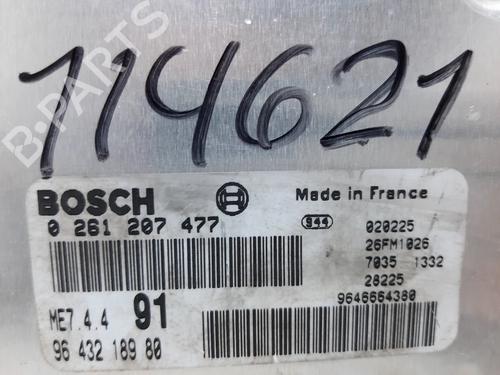 114621
B-PARTS
BOSCH
Made in France
0 261 207 477
944
020225
26FM1026
7035 1332
28225
9646664380
ME7.4.4
91
96 432 189 80